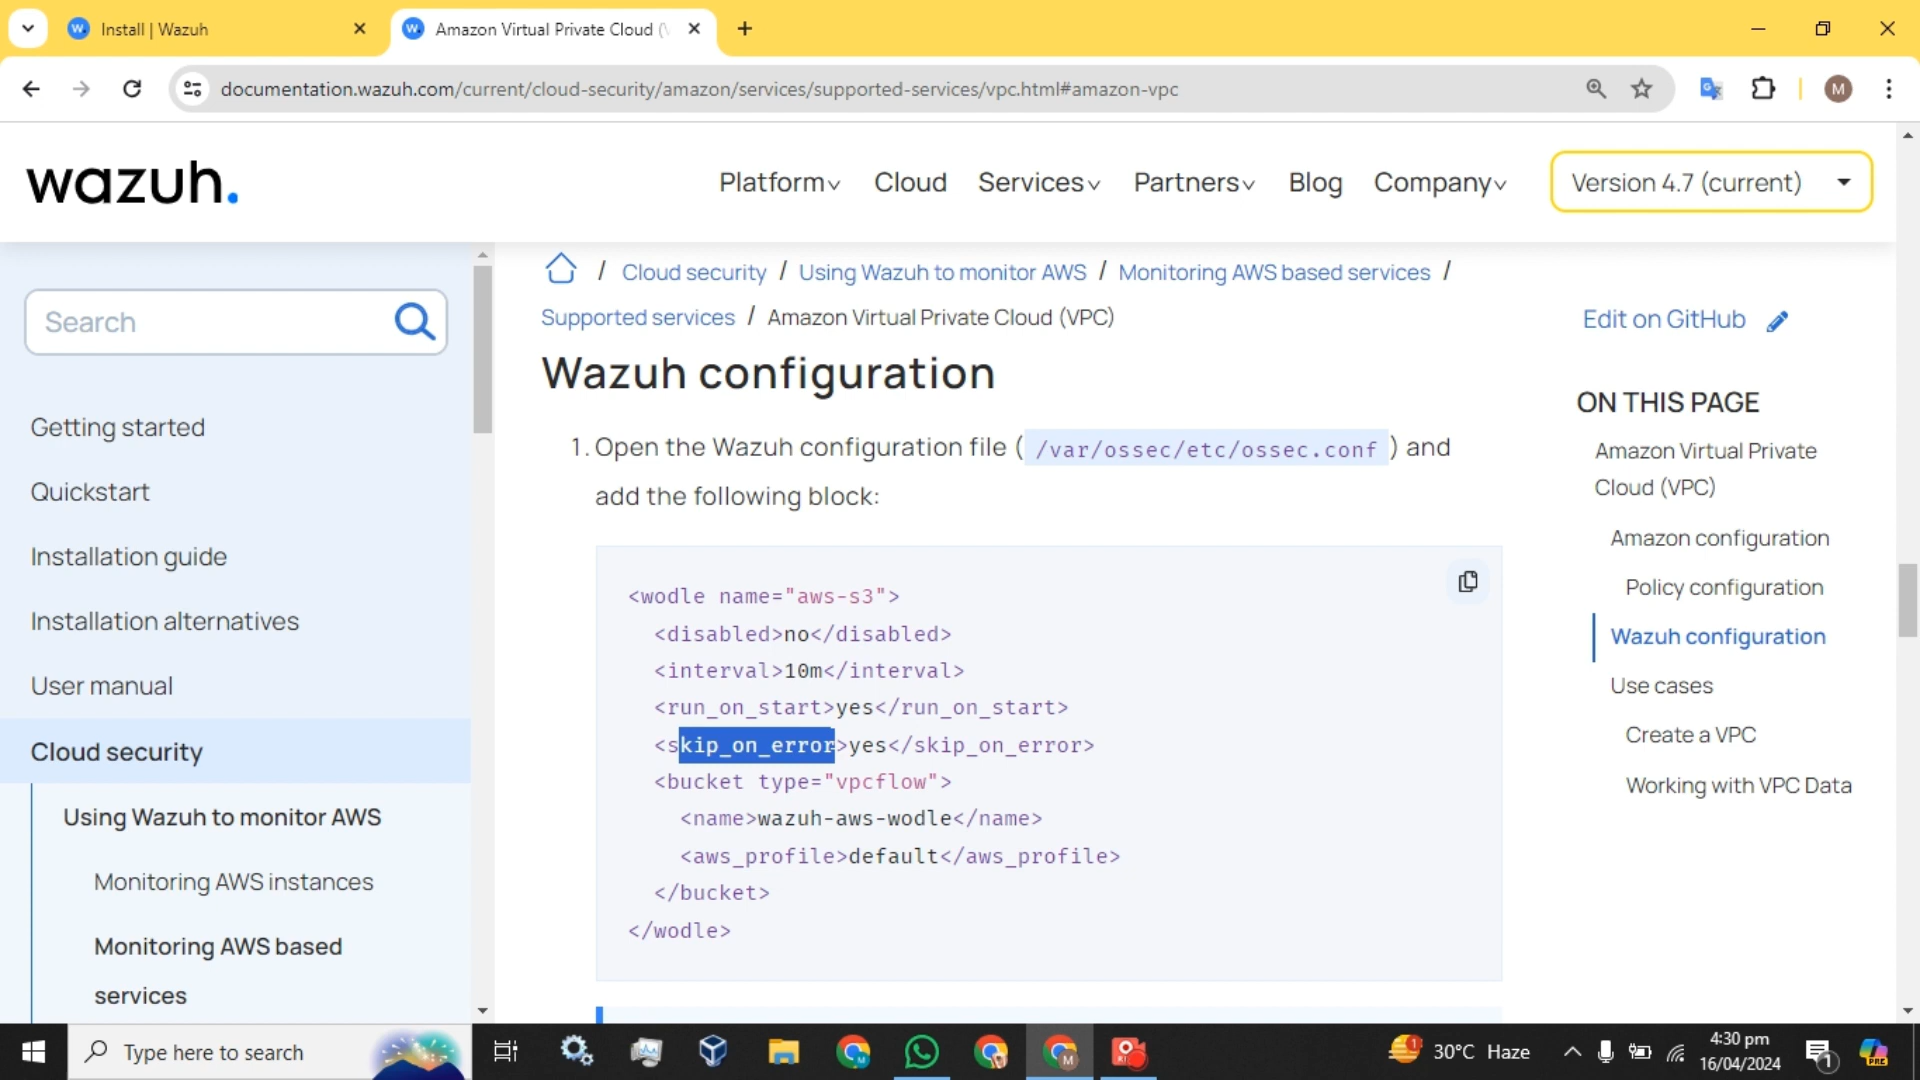 Install | Wazuh
Amazon Virtual Private Cloud (V
documentation.wazuh.com/current/cloud-security/amazon/services/supported-services/vpc.html#amazon-vpc
M
wazuh.
Platform
Cloud
Services
Partners
Blog
Company
Version 4.7 (current)
Search
Getting started
Quickstart
Installation guide
Installation alternatives
User manual
Cloud security
Using Wazuh to monitor AWS
Monitoring AWS instances
Monitoring AWS based
services
/ Cloud security / Using Wazuh to monitor AWS / Monitoring AWS based services /
Supported services / Amazon Virtual Private Cloud (VPC)
Wazuh configuration
1. Open the Wazuh configuration file ( /var/ossec/etc/ossec.conf ) and
add the following block:
<wodle name="aws-s3">
<disabled>no</disabled>
<interval>10m</interval>
<run_on_start>yes</run_on_start>
<skip_on_error>yes</skip_on_error>
<bucket type="vpcflow">
<name>wazuh-aws-wodle</name>
<aws_profile>default</aws_profile>
</bucket>
</wodle>
Edit on GitHub
ON THIS PAGE
Amazon Virtual Private
Cloud (VPC)
Amazon configuration
Policy configuration
Wazuh configuration
Use cases
Create a VPC
Working with VPC Data
Type here to search
30°C Haze
4:30 pm
16/04/2024
1